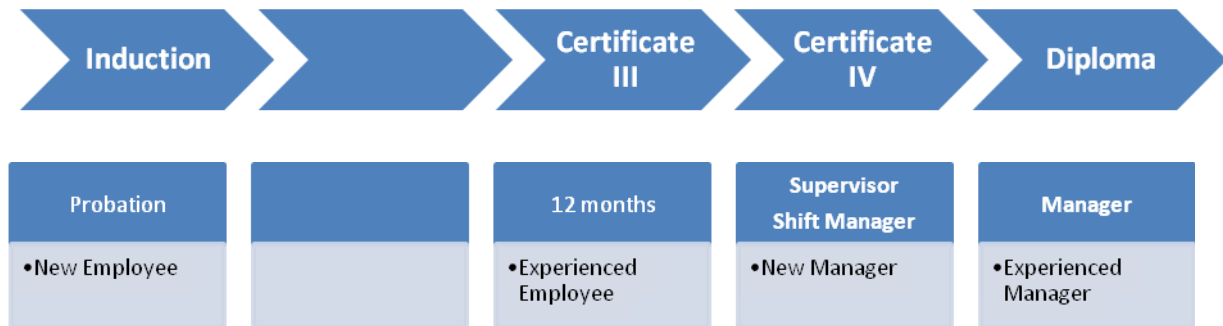 Induction
Certificate
III
Certificate
IV
Diploma
Probation
12 months
Supervisor
Shift Manager
Manager
•New Employee
•Experienced
Employee
•New Manager
•Experienced
Manager